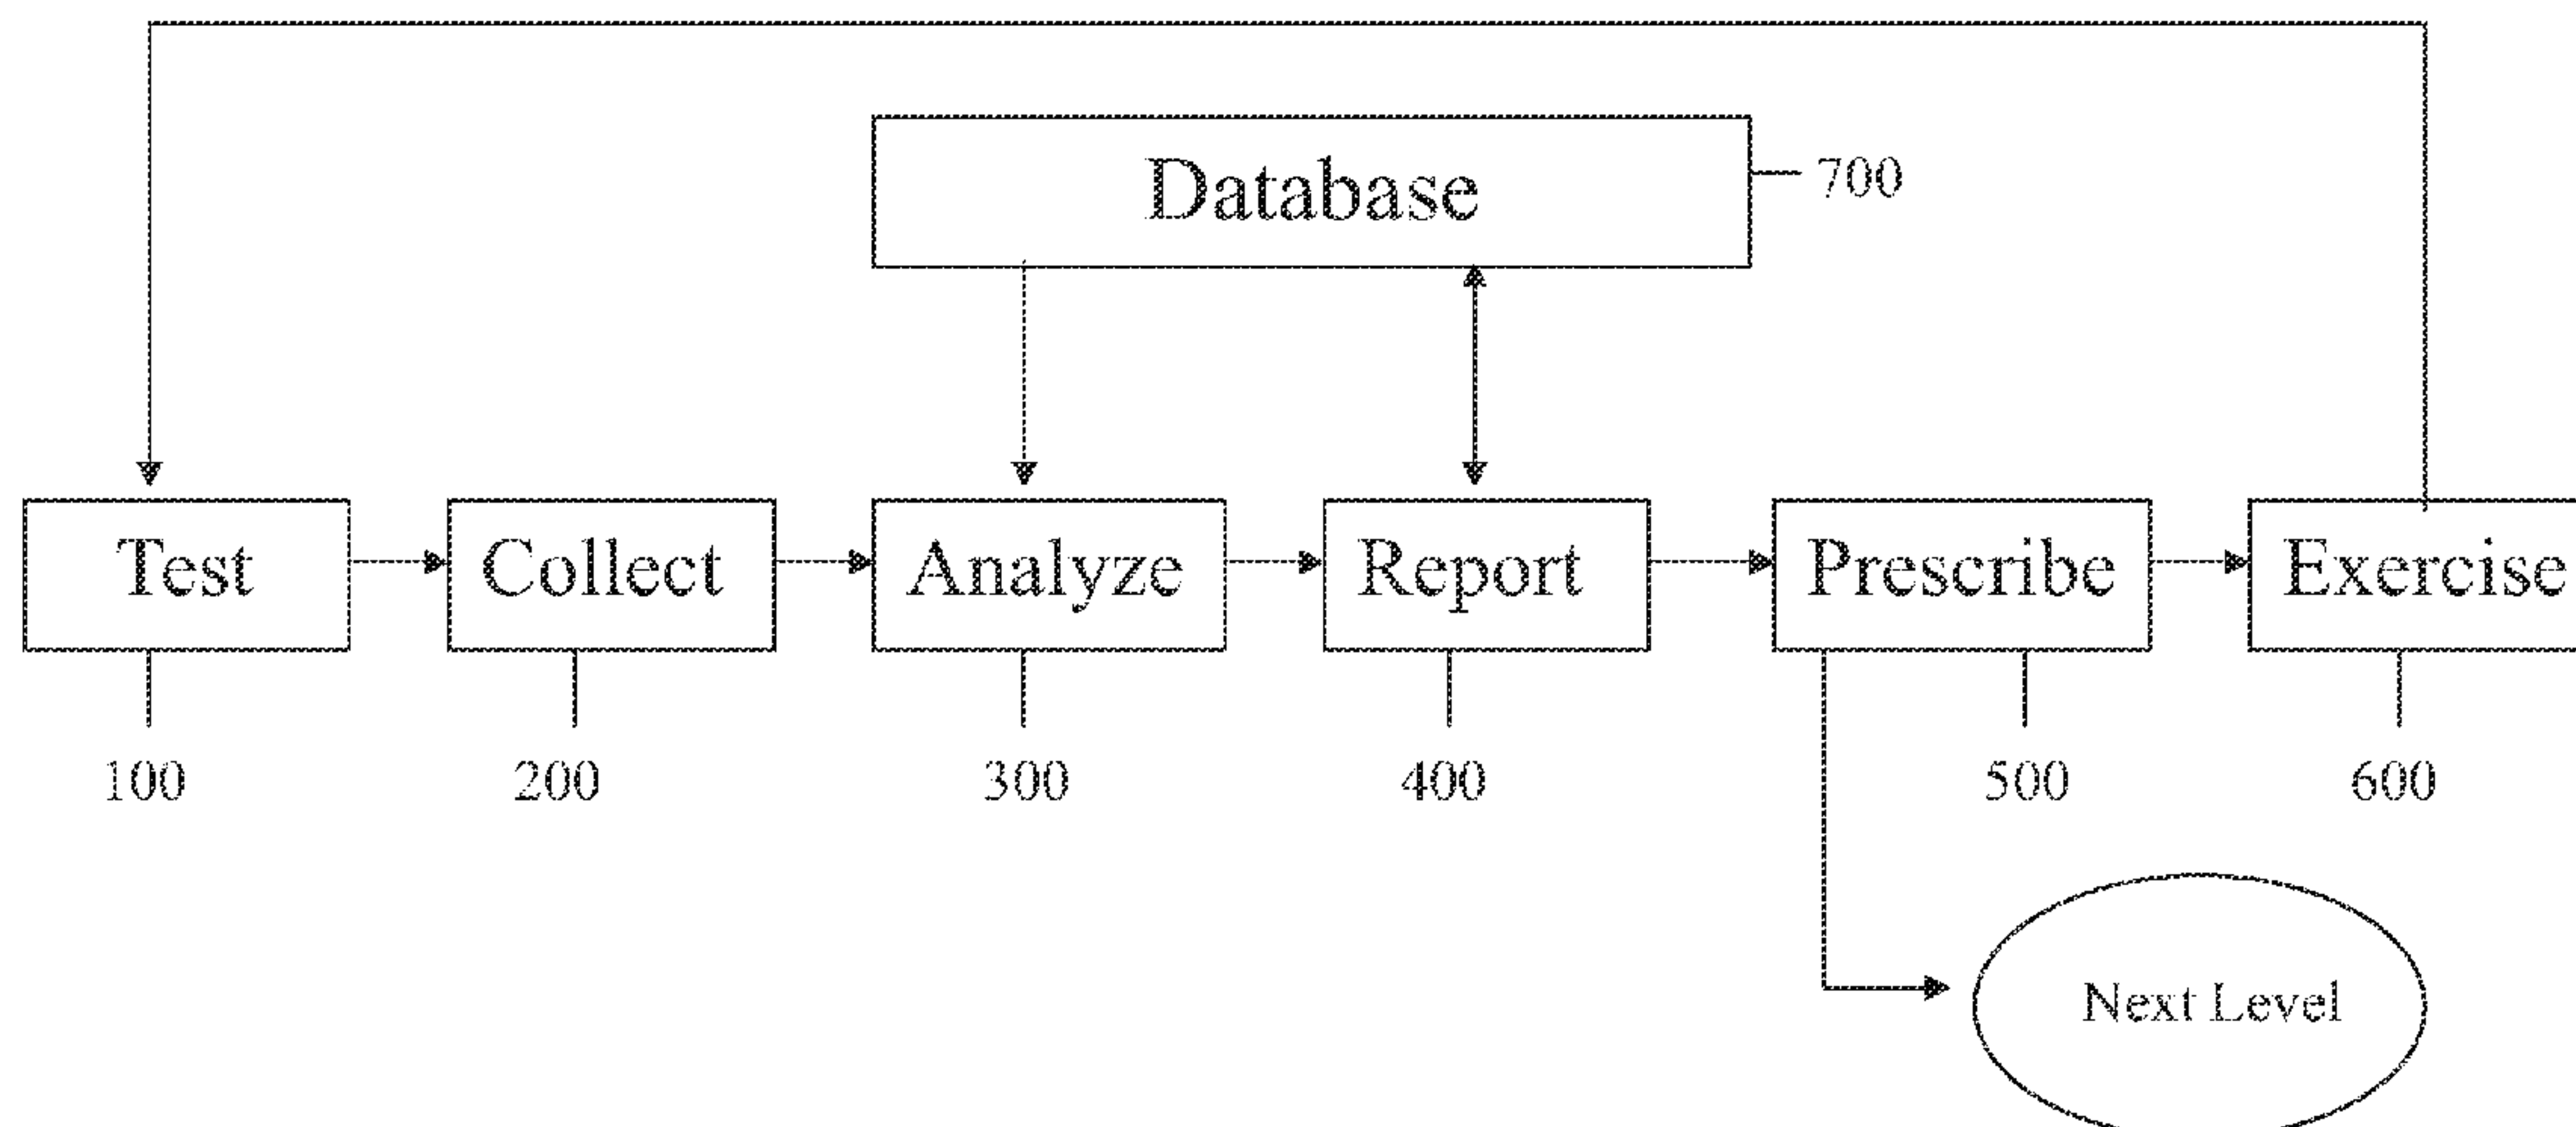 Database
700
Test
Collect
Analyze
Report
Prescribe
Exercise
100
200
300
400
500
600
Next Level